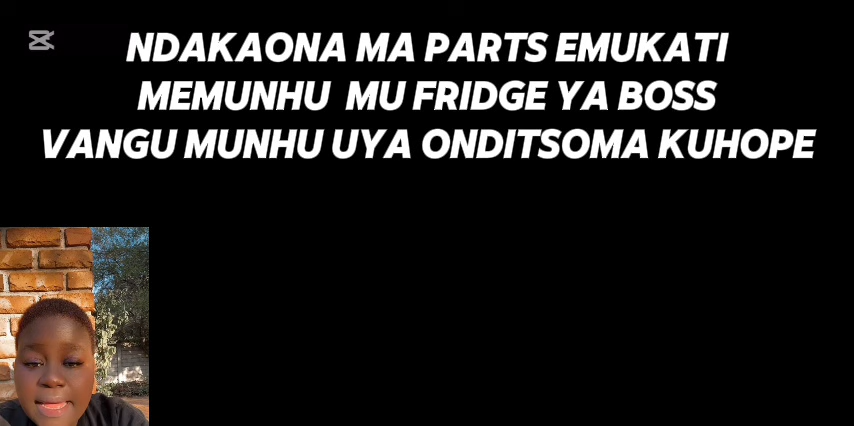 NDAKAONA MA PARTS EMUKATI
MEMUNHU MU FRIDGE YA BOSS
VANGU MUNHU UYA ONDITSOMA KUHOPE